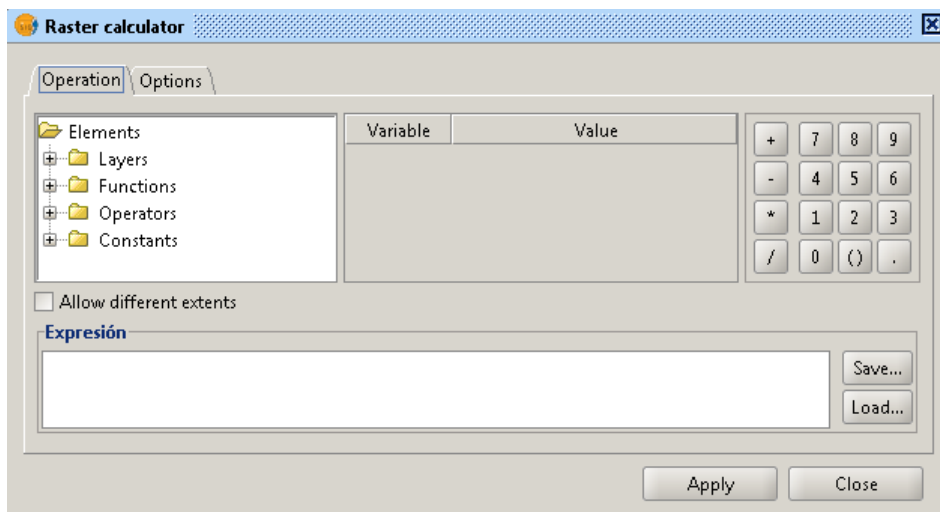 Raster calculator
Operation Options
Elements
Layers
Functions
Operators
Constants
Variable Value
+ 7 8 9
- 4 5 6
* 1 2 3
/ 0 () .
Allow different extents
Expresión
Save...
Load...
Apply Close